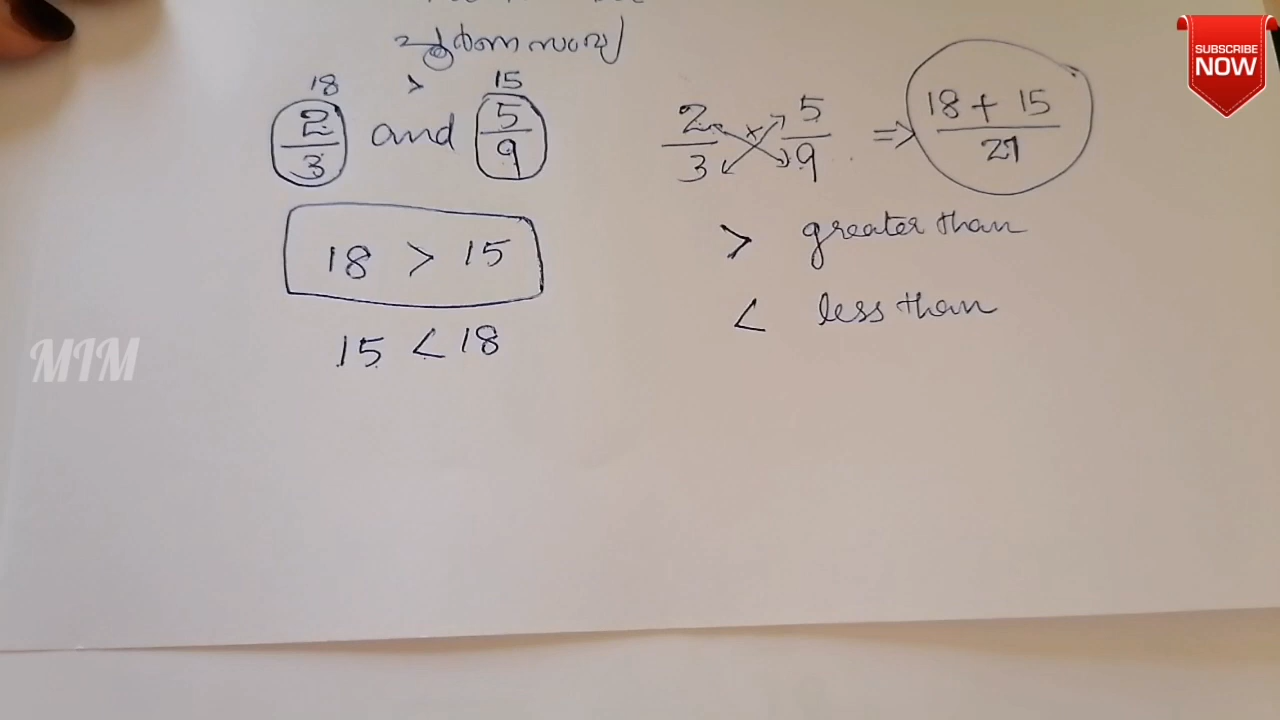 പൂർണ സംഖ്യ
18 > 15
2/3 and 5/9
18 > 15
15 < 18
2/3 × 5/9 ⇒ 18 + 15 / 27
> greater than
< less than
MIM
SUBSCRIBE
NOW